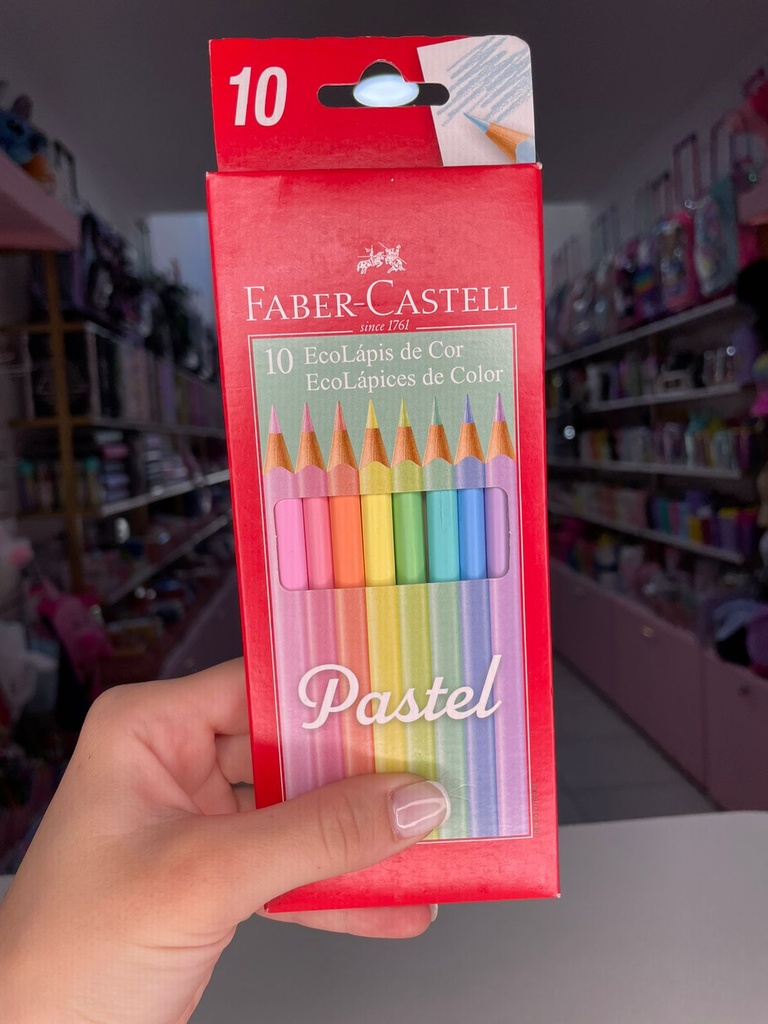 10
FABER-CASTELL
since 1761
10 EcoLápis de Cor
EcoLápices de Color
Pastel